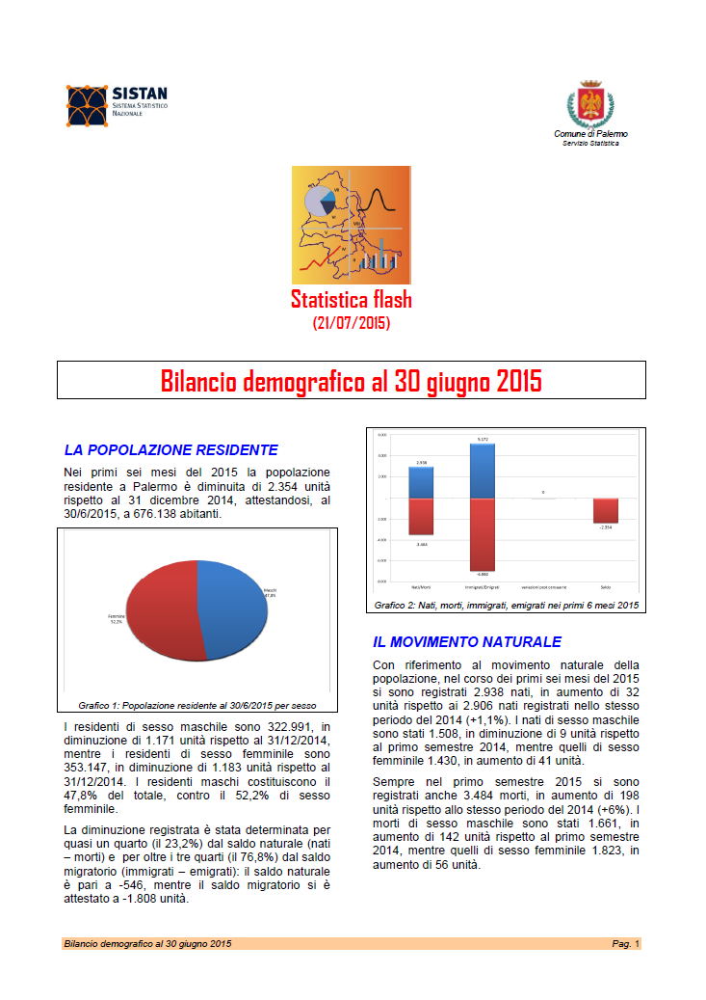 SISTAN
SISTEMA STATISTICO
NAZIONALE
Comune di Palermo
Servizio Statistica
Statistica flash
(21/07/2015)
Bilancio demografico al 30 giugno 2015
LA POPOLAZIONE RESIDENTE
Nei primi sei mesi del 2015 la popolazione
residente a Palermo è diminuita di 2.354 unità
rispetto al 31 dicembre 2014, attestandosi, al
30/6/2015, a 676.138 abitanti.
Maschi
47,8%
Femmine
52,2%
Grafico 1: Popolazione residente al 30/6/2015 per sesso
I residenti di sesso maschile sono 322.991, in
diminuzione di 1.171 unità rispetto al 31/12/2014,
mentre i residenti di sesso femminile sono
353.147, in diminuzione di 1.183 unità rispetto al
31/12/2014. I residenti maschi costituiscono il
47,8% del totale, contro il 52,2% di sesso
femminile.
La diminuzione registrata è stata determinata per
quasi un quarto (il 23,2%) dal saldo naturale (nati
– morti) e per oltre i tre quarti (il 76,8%) dal saldo
migratorio (immigrati – emigrati): il saldo naturale
è pari a -546, mentre il saldo migratorio si è
attestato a -1.808 unità.
6.000
4.000
2.000
-
-2.000
-4.000
-6.000
-8.000
2.938
5.172
0
-3.484
-2.354
Nati/Morti
Immigrati/Emigrati
variazioni post censuarie
Saldo
Grafico 2: Nati, morti, immigrati, emigrati nei primi 6 mesi 2015
IL MOVIMENTO NATURALE
Con riferimento al movimento naturale della
popolazione, nel corso dei primi sei mesi del 2015
si sono registrati 2.938 nati, in aumento di 32
unità rispetto ai 2.906 nati registrati nello stesso
periodo del 2014 (+1,1%). I nati di sesso maschile
sono stati 1.508, in diminuzione di 9 unità rispetto
al primo semestre 2014, mentre quelli di sesso
femminile 1.430, in aumento di 41 unità.
Sempre nel primo semestre 2015 si sono
registrati anche 3.484 morti, in aumento di 198
unità rispetto allo stesso periodo del 2014 (+6%). I
morti di sesso maschile sono stati 1.661, in
aumento di 142 unità rispetto al primo semestre
2014, mentre quelli di sesso femminile 1.823, in
aumento di 56 unità.
Bilancio demografico al 30 giugno 2015
Pag. 1